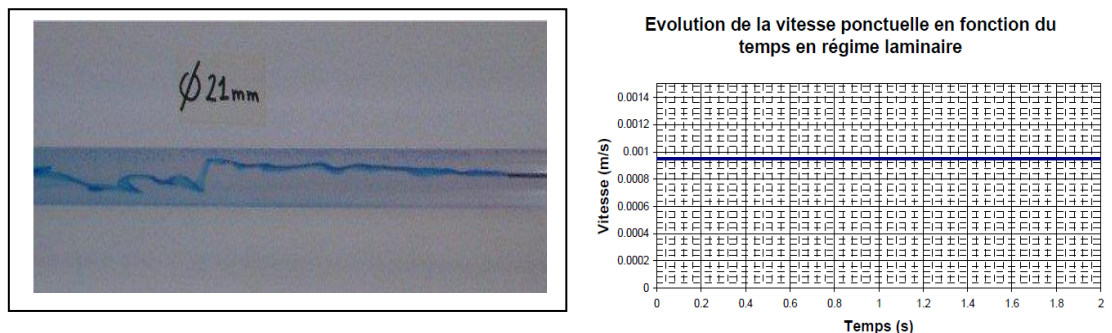 Ø21mm
Evolution de la vitesse ponctuelle en fonction du
temps en régime laminaire
Vitesse (m/s)
0.0014
0.0012
0.001
0.0008
0.0006
0.0004
0.0002
0
0 0.2 0.4 0.6 0.8 1 1.2 1.4 1.6 1.8 2
Temps (s)